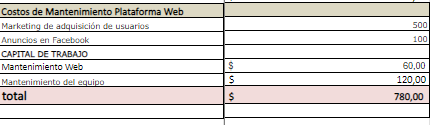 Costos de Mantenimiento Plataforma Web
Marketing de adquisición de usuarios 500
Anuncios en Facebook 100
CAPITAL DE TRABAJO
Mantenimiento Web $ 60,00
Mantenimiento del equipo $ 120,00
total $ 780,00